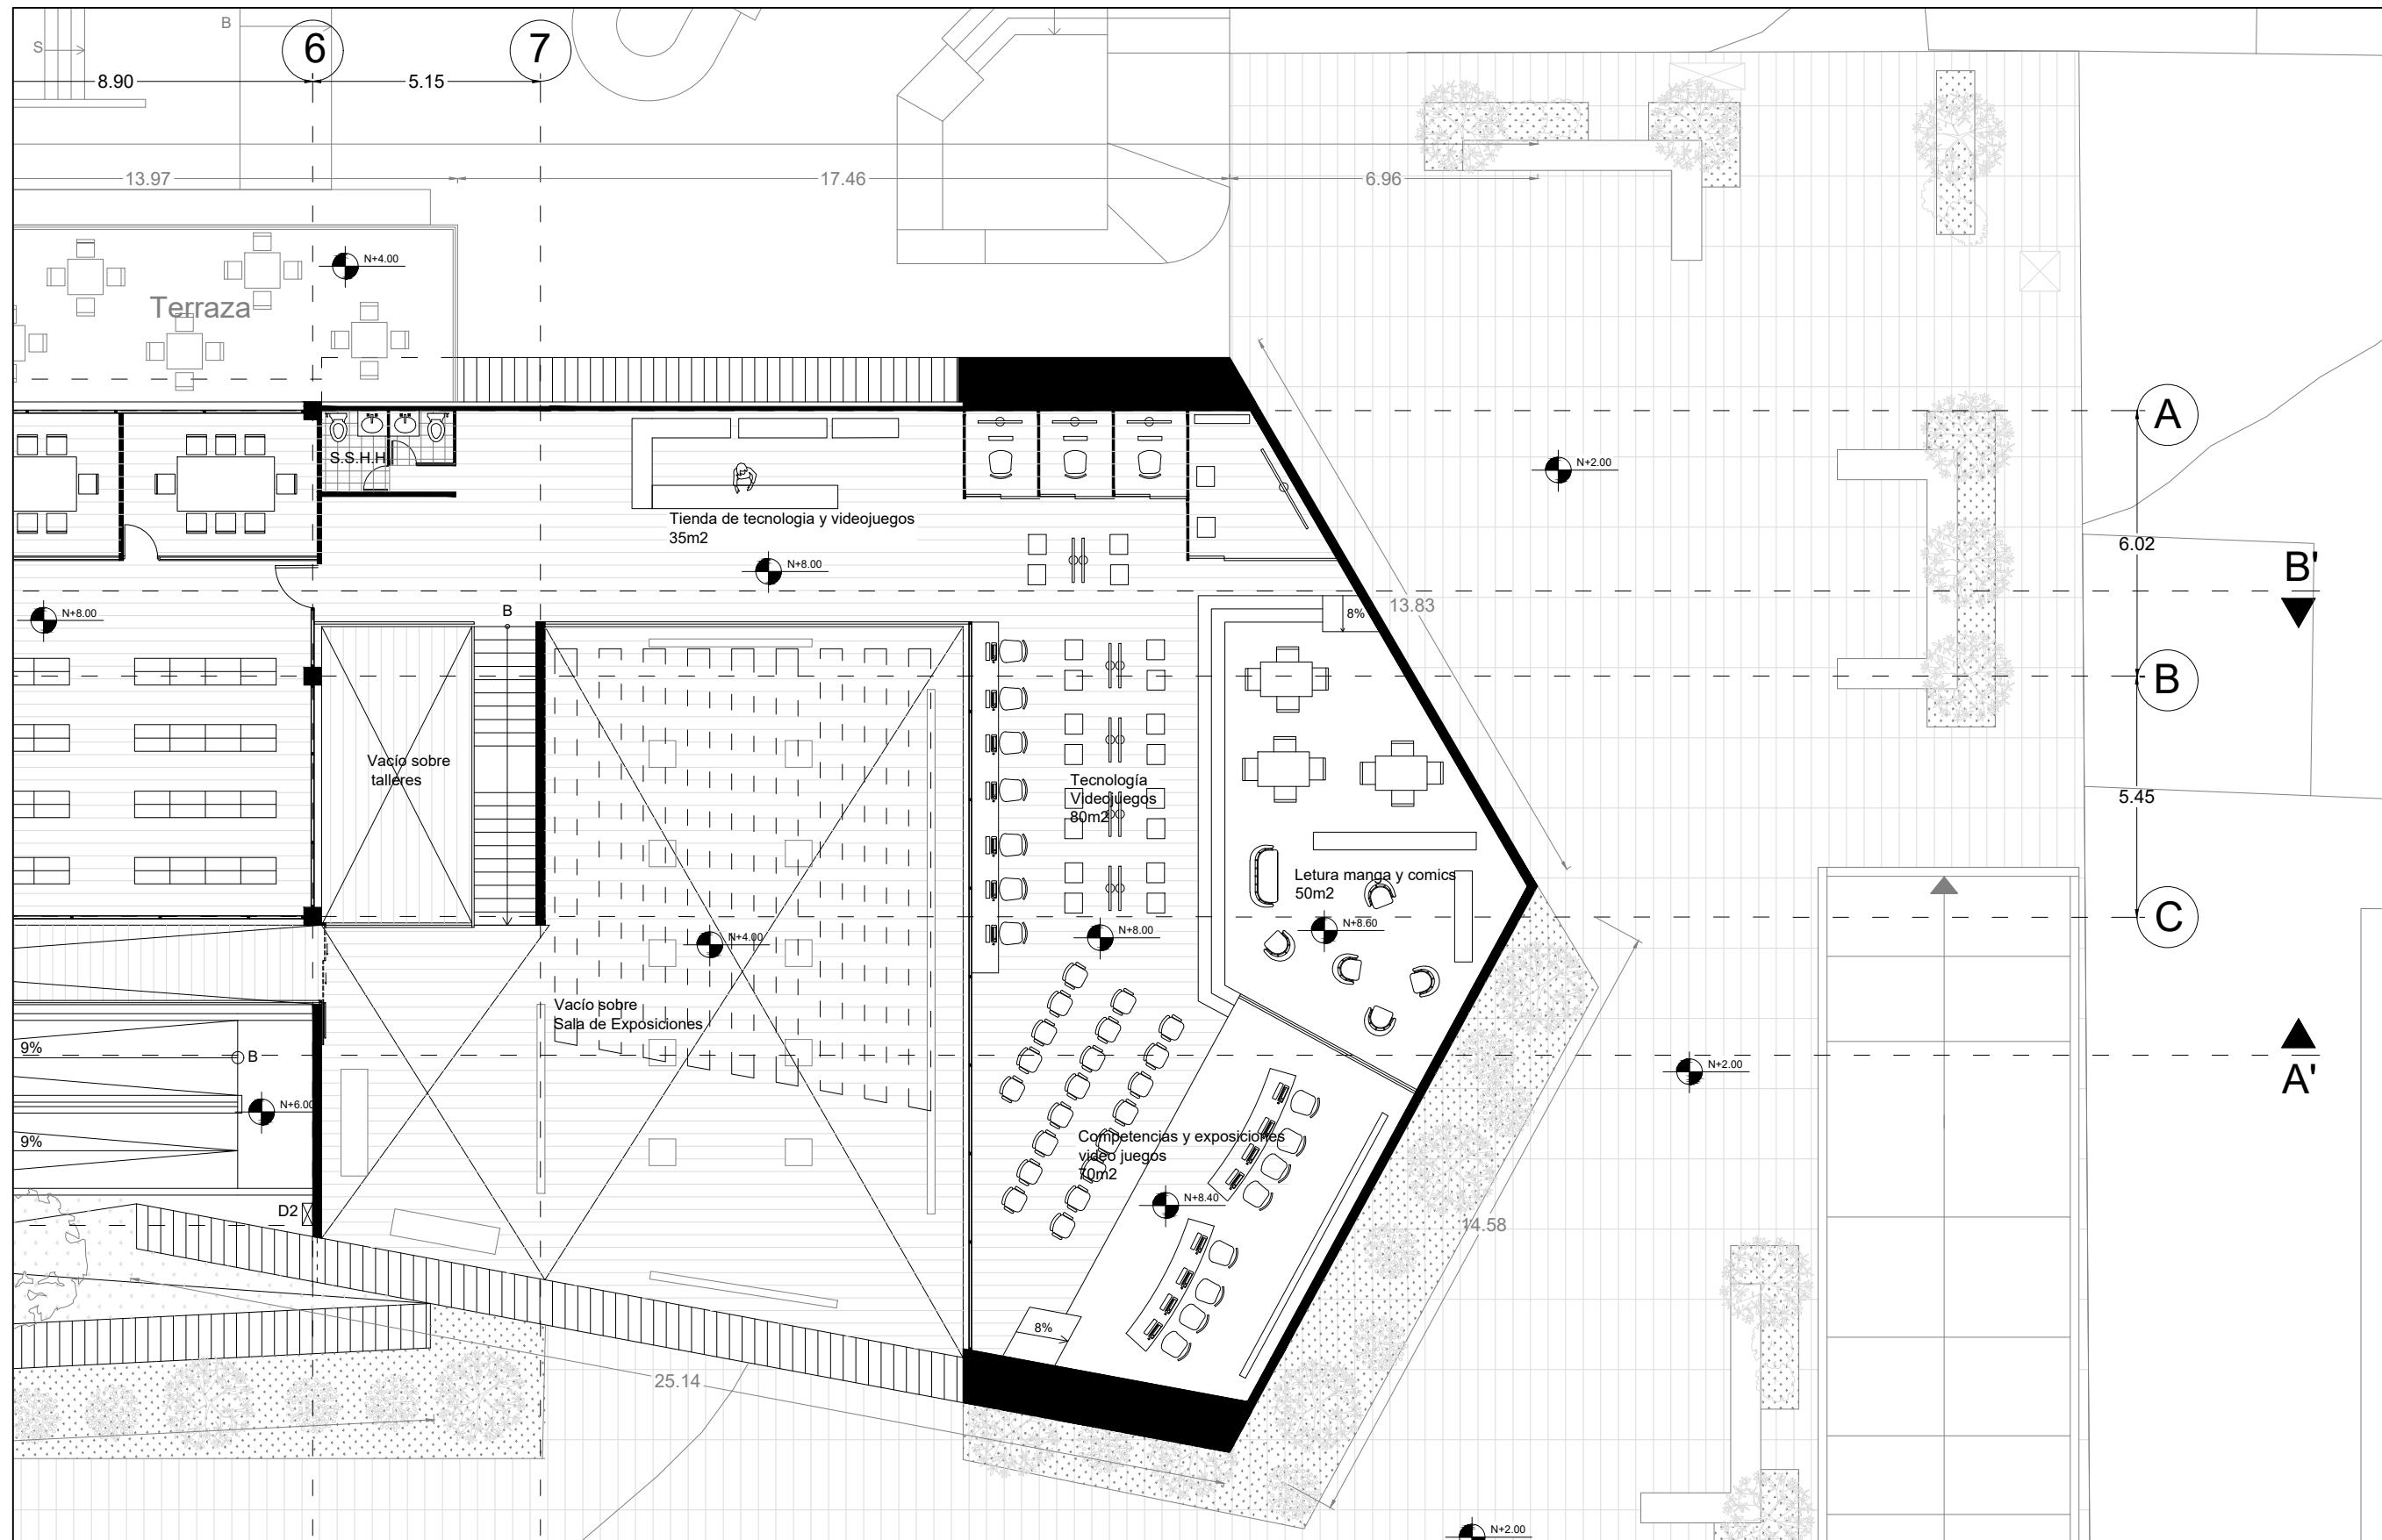 S
B
6
7
8.90
5.15
13.97
17.46
6.96
N+4.00
Terraza
A
S.S.H.H
N+2.00
Tienda de tecnologia y videojuegos
35m2
6.02
B'
N+8.00
N+8.00
B
8%
13.83
B
Vacío sobre
talleres
Tecnología
Videojuegos
80m2
5.45
Letura manga y comics
50m2
C
N+4.00
N+8.00
N+8.60
Vacío sobre
Sala de Exposiciones
9%
B
N+2.00
A'
N+6.00
9%
Competencias y exposiciones
video juegos
70m2
N+8.40
D2
14.58
8%
25.14
N+2.00